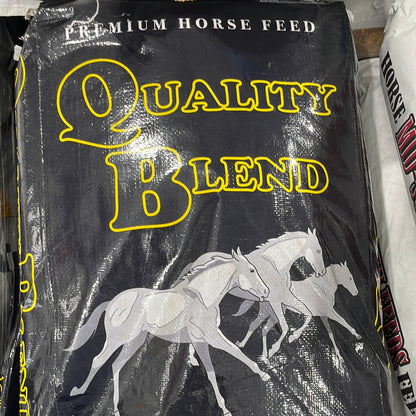 PREMIUM HORSE FEED
QUALITY
BLEND
HORSE